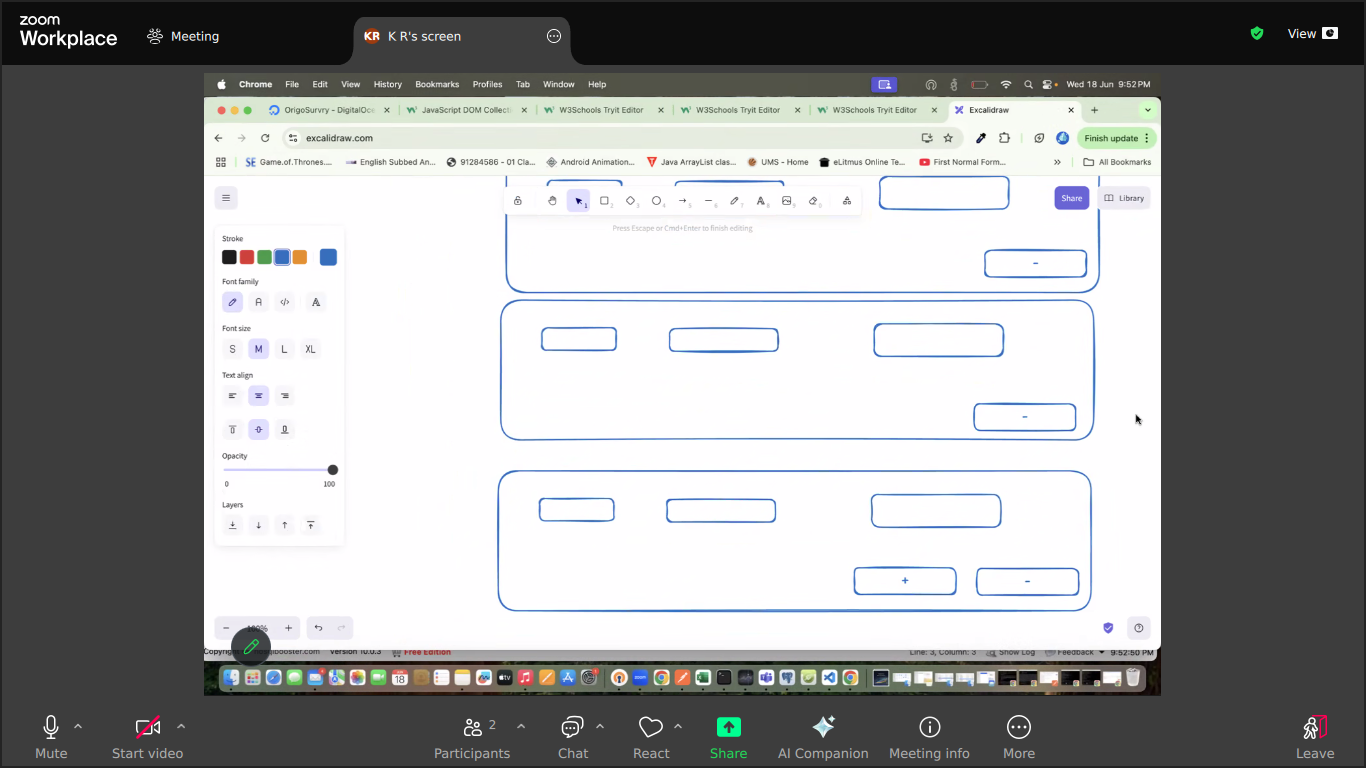 zoom
Workplace
Meeting
KR K R's screen
View
Chrome File Edit View History Bookmarks Profiles Tab Window Help
Wed 18 Jun 9:52 PM
OrigoSurvry - DigitalOce
JavaScript DOM Collecti
W3Schools Tryit Editor
W3Schools Tryit Editor
W3Schools Tryit Editor
Excalidraw
excalidraw.com
Finish update
Game.of.Thrones....
English Subbed An...
91284586 - 01 Cla...
Android Animation...
Java ArrayList clas...
UMS - Home
eLitmus Online Te...
First Normal Form...
»
All Bookmarks
Share
Library
Press Escape or Cmd+Enter to finish editing
Stroke
Font family
Font size
S M L XL
Text align
Opacity
0 100
Layers
-
-
+ -
100%
Version 10.0.3
Free Edition
Line: 3, Column: 3
Show Log
Feedback
9:52:50 PM
Mute
Start video
Participants 2
Chat
React
Share
AI Companion
Meeting info
More
Leave